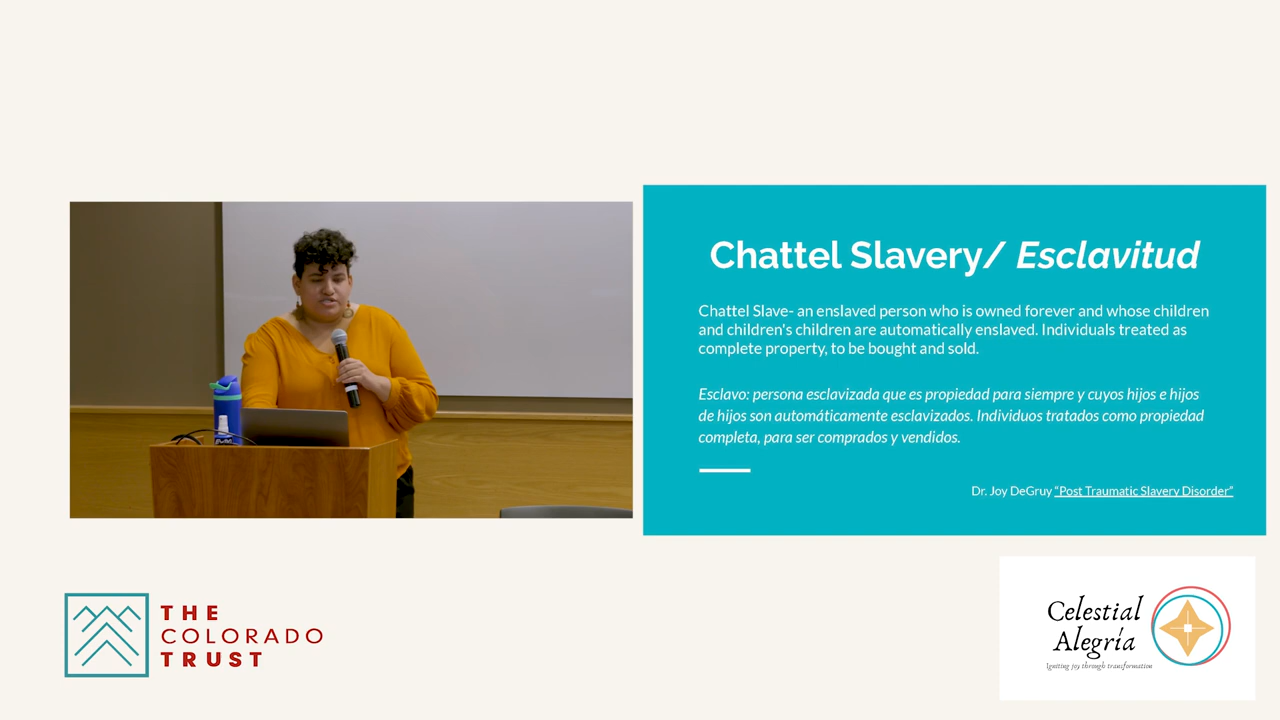 Chattel Slavery/ Esclavitud
Chattel Slave- an enslaved person who is owned forever and whose children
and children's children are automatically enslaved. Individuals treated as
complete property, to be bought and sold.
Esclavo: persona esclavizada que es propiedad para siempre y cuyos hijos e hijos
de hijos son automáticamente esclavizados. Individuos tratados como propiedad
completa, para ser comprados y vendidos.
Dr. Joy DeGruy “Post Traumatic Slavery Disorder”
THE
COLORADO
TRUST
Celestial
Alegría
Igniting joy through transformation